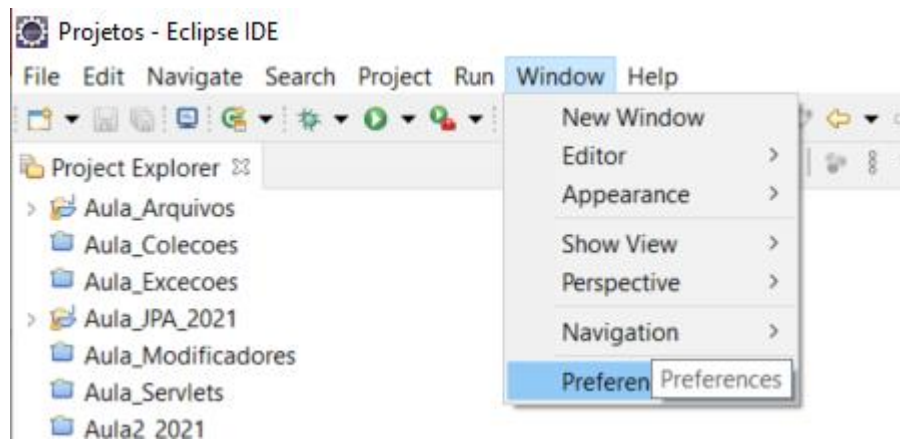 Projetos - Eclipse IDE
File Edit Navigate Search Project Run Window Help
New Window
Editor
Appearance
Show View
Perspective
Navigation
Preferen Preferences
Project Explorer
Aula_Arquivos
Aula_Colecoes
Aula_Excecoes
Aula_JPA_2021
Aula_Modificadores
Aula_Servlets
Aula2_2021